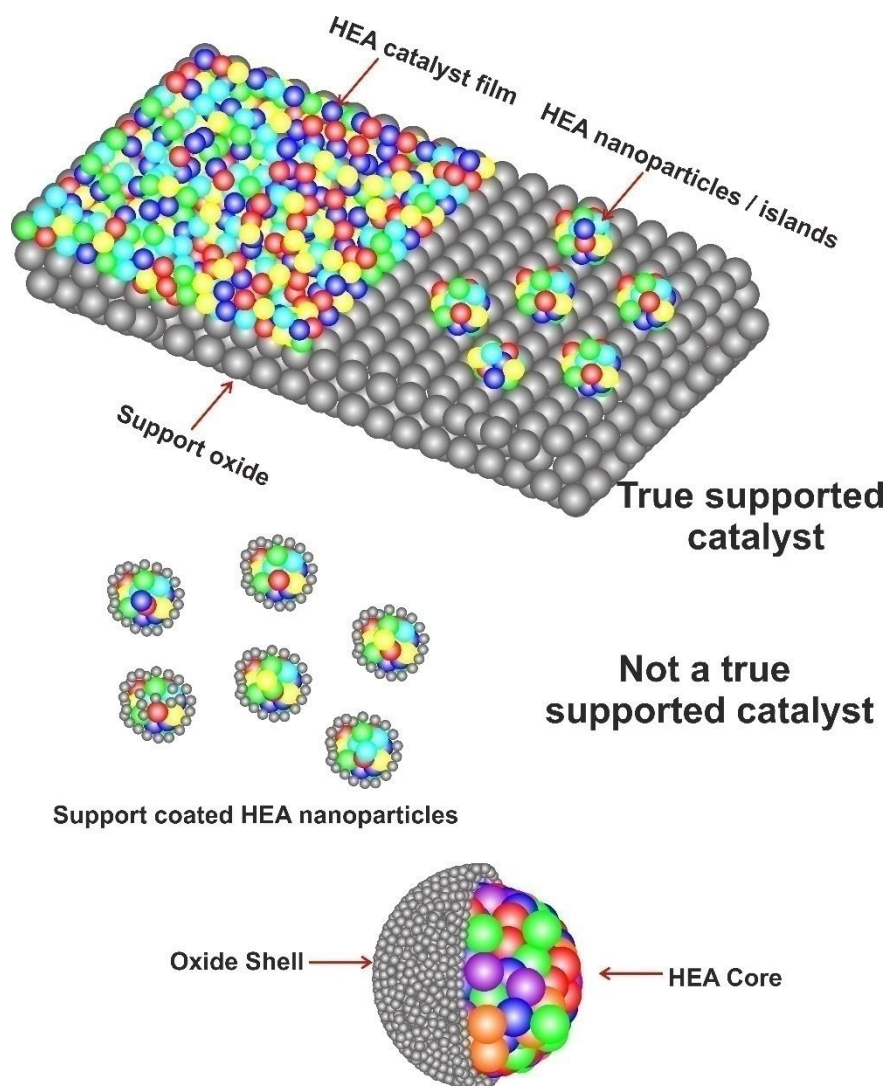 HEA catalyst film
HEA nanoparticles / islands
Support oxide
True supported
catalyst
Not a true
supported catalyst
Support coated HEA nanoparticles
Oxide Shell
HEA Core